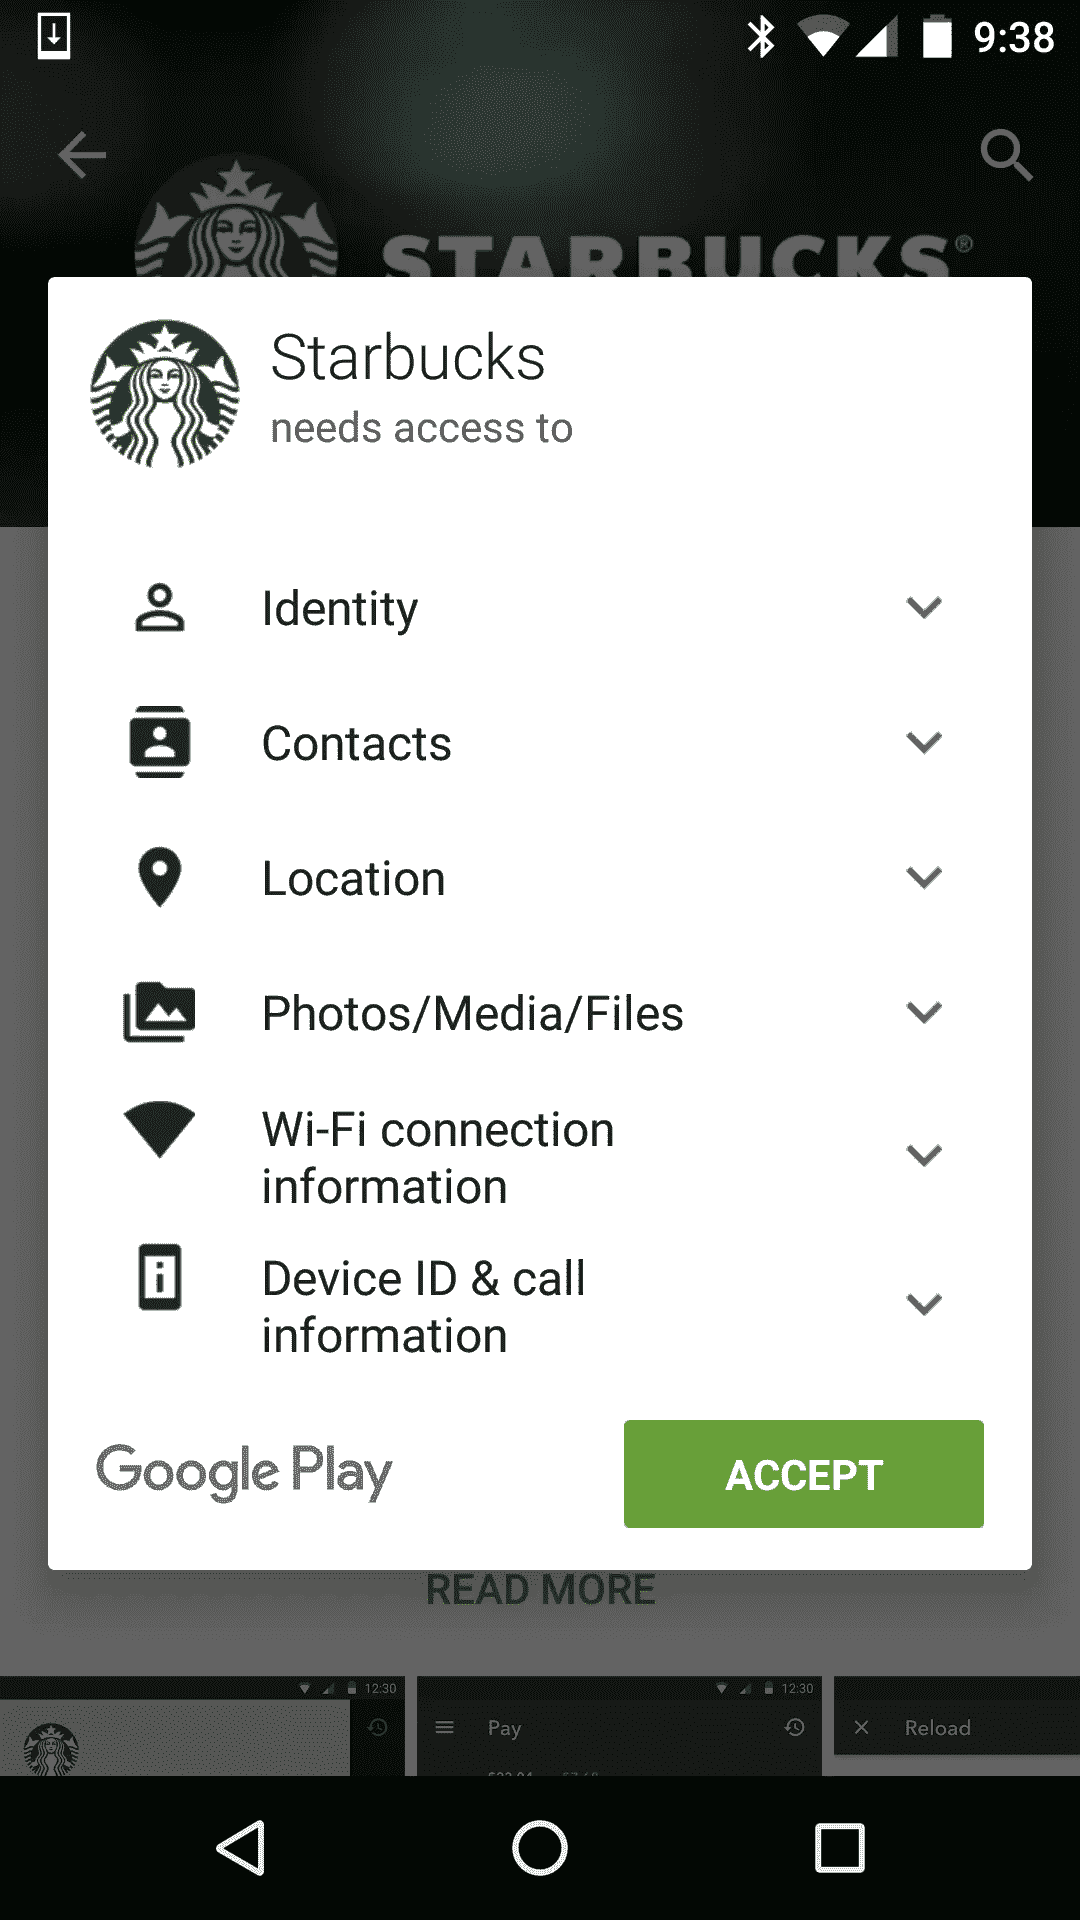 9:38
STARBUCKS®
Starbucks
needs access to
Identity
Contacts
Location
Photos/Media/Files
Wi-Fi connection
information
Device ID & call
information
Google Play
ACCEPT
READ MORE
12:30
12:30
Pay
Reload